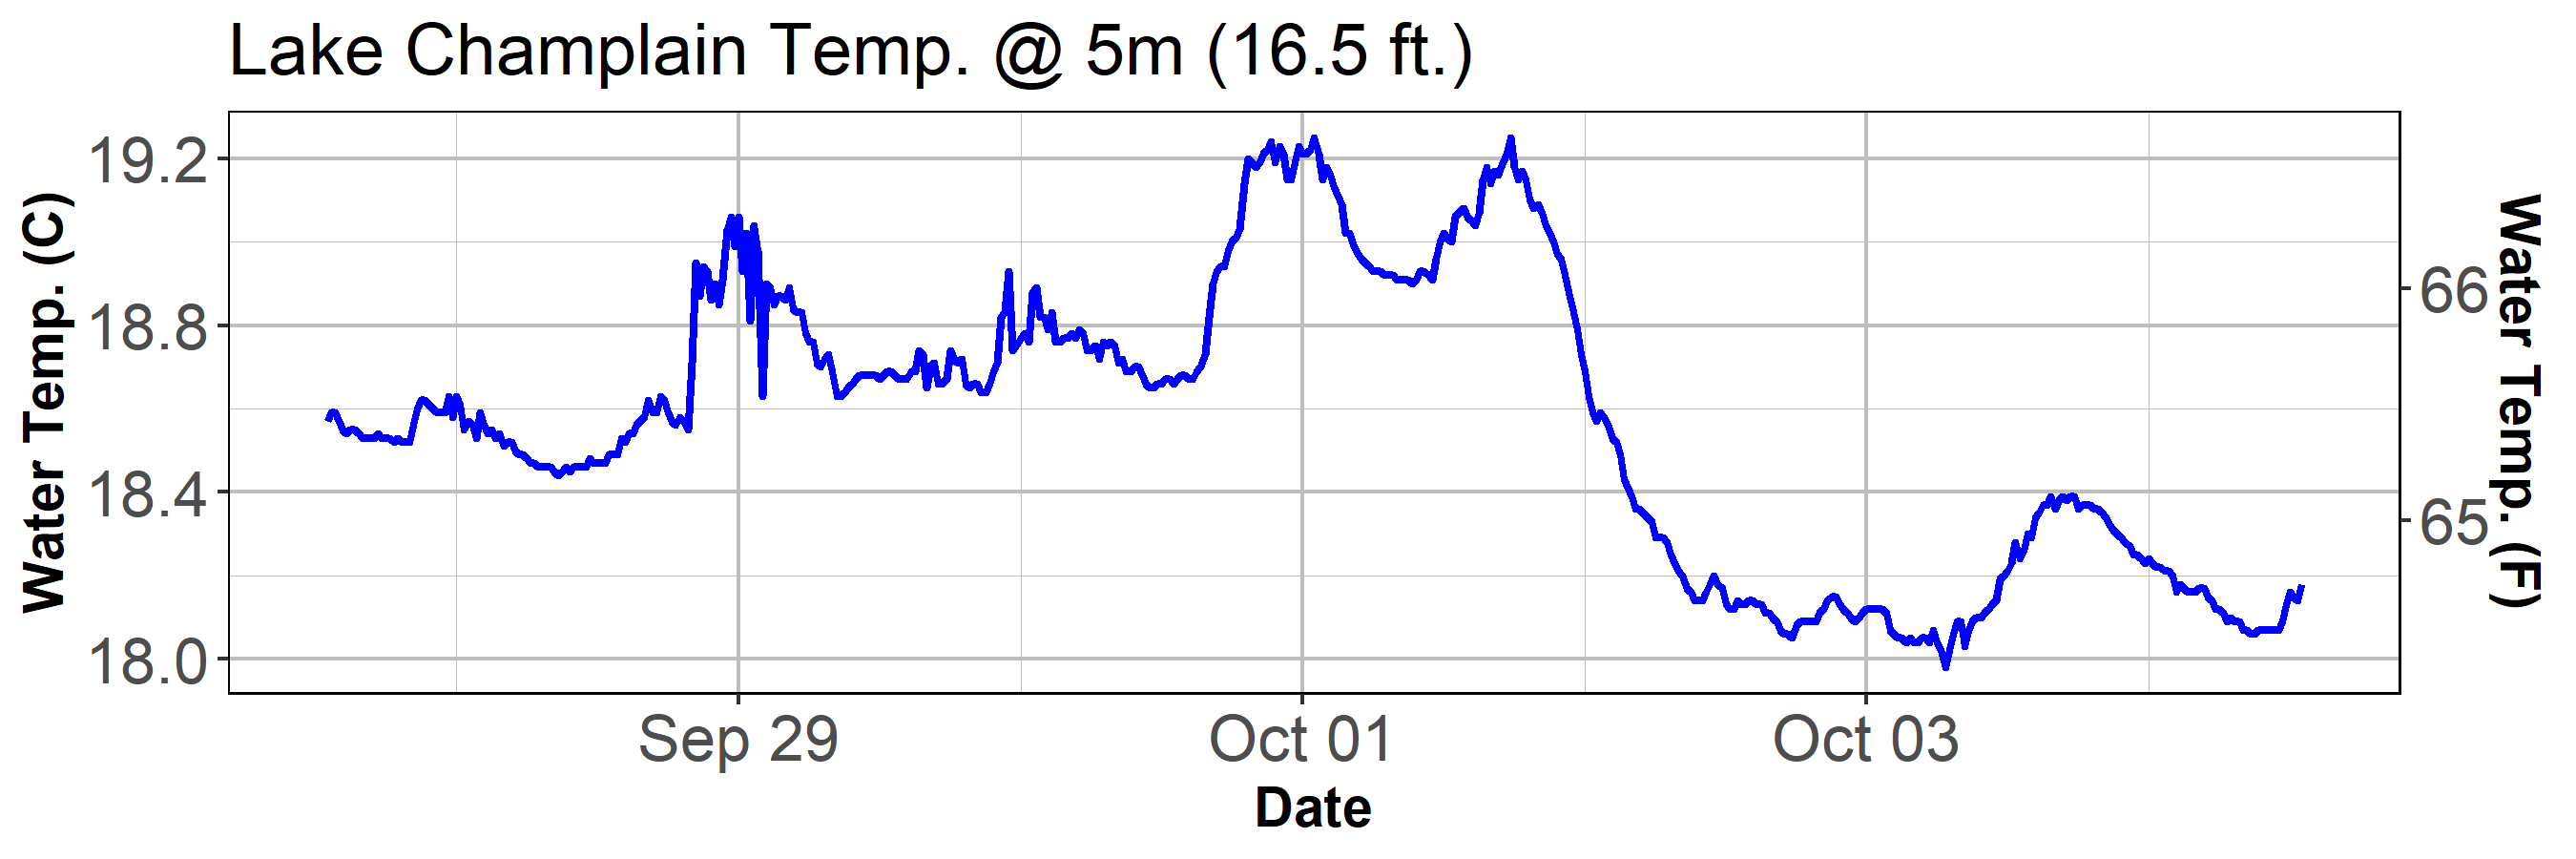 Lake Champlain Temp. @ 5m (16.5 ft.)
Water Temp. (C)
19.2
18.8
18.4
18.0
66
65
Water Temp. (F)
Sep 29
Oct 01
Oct 03
Date